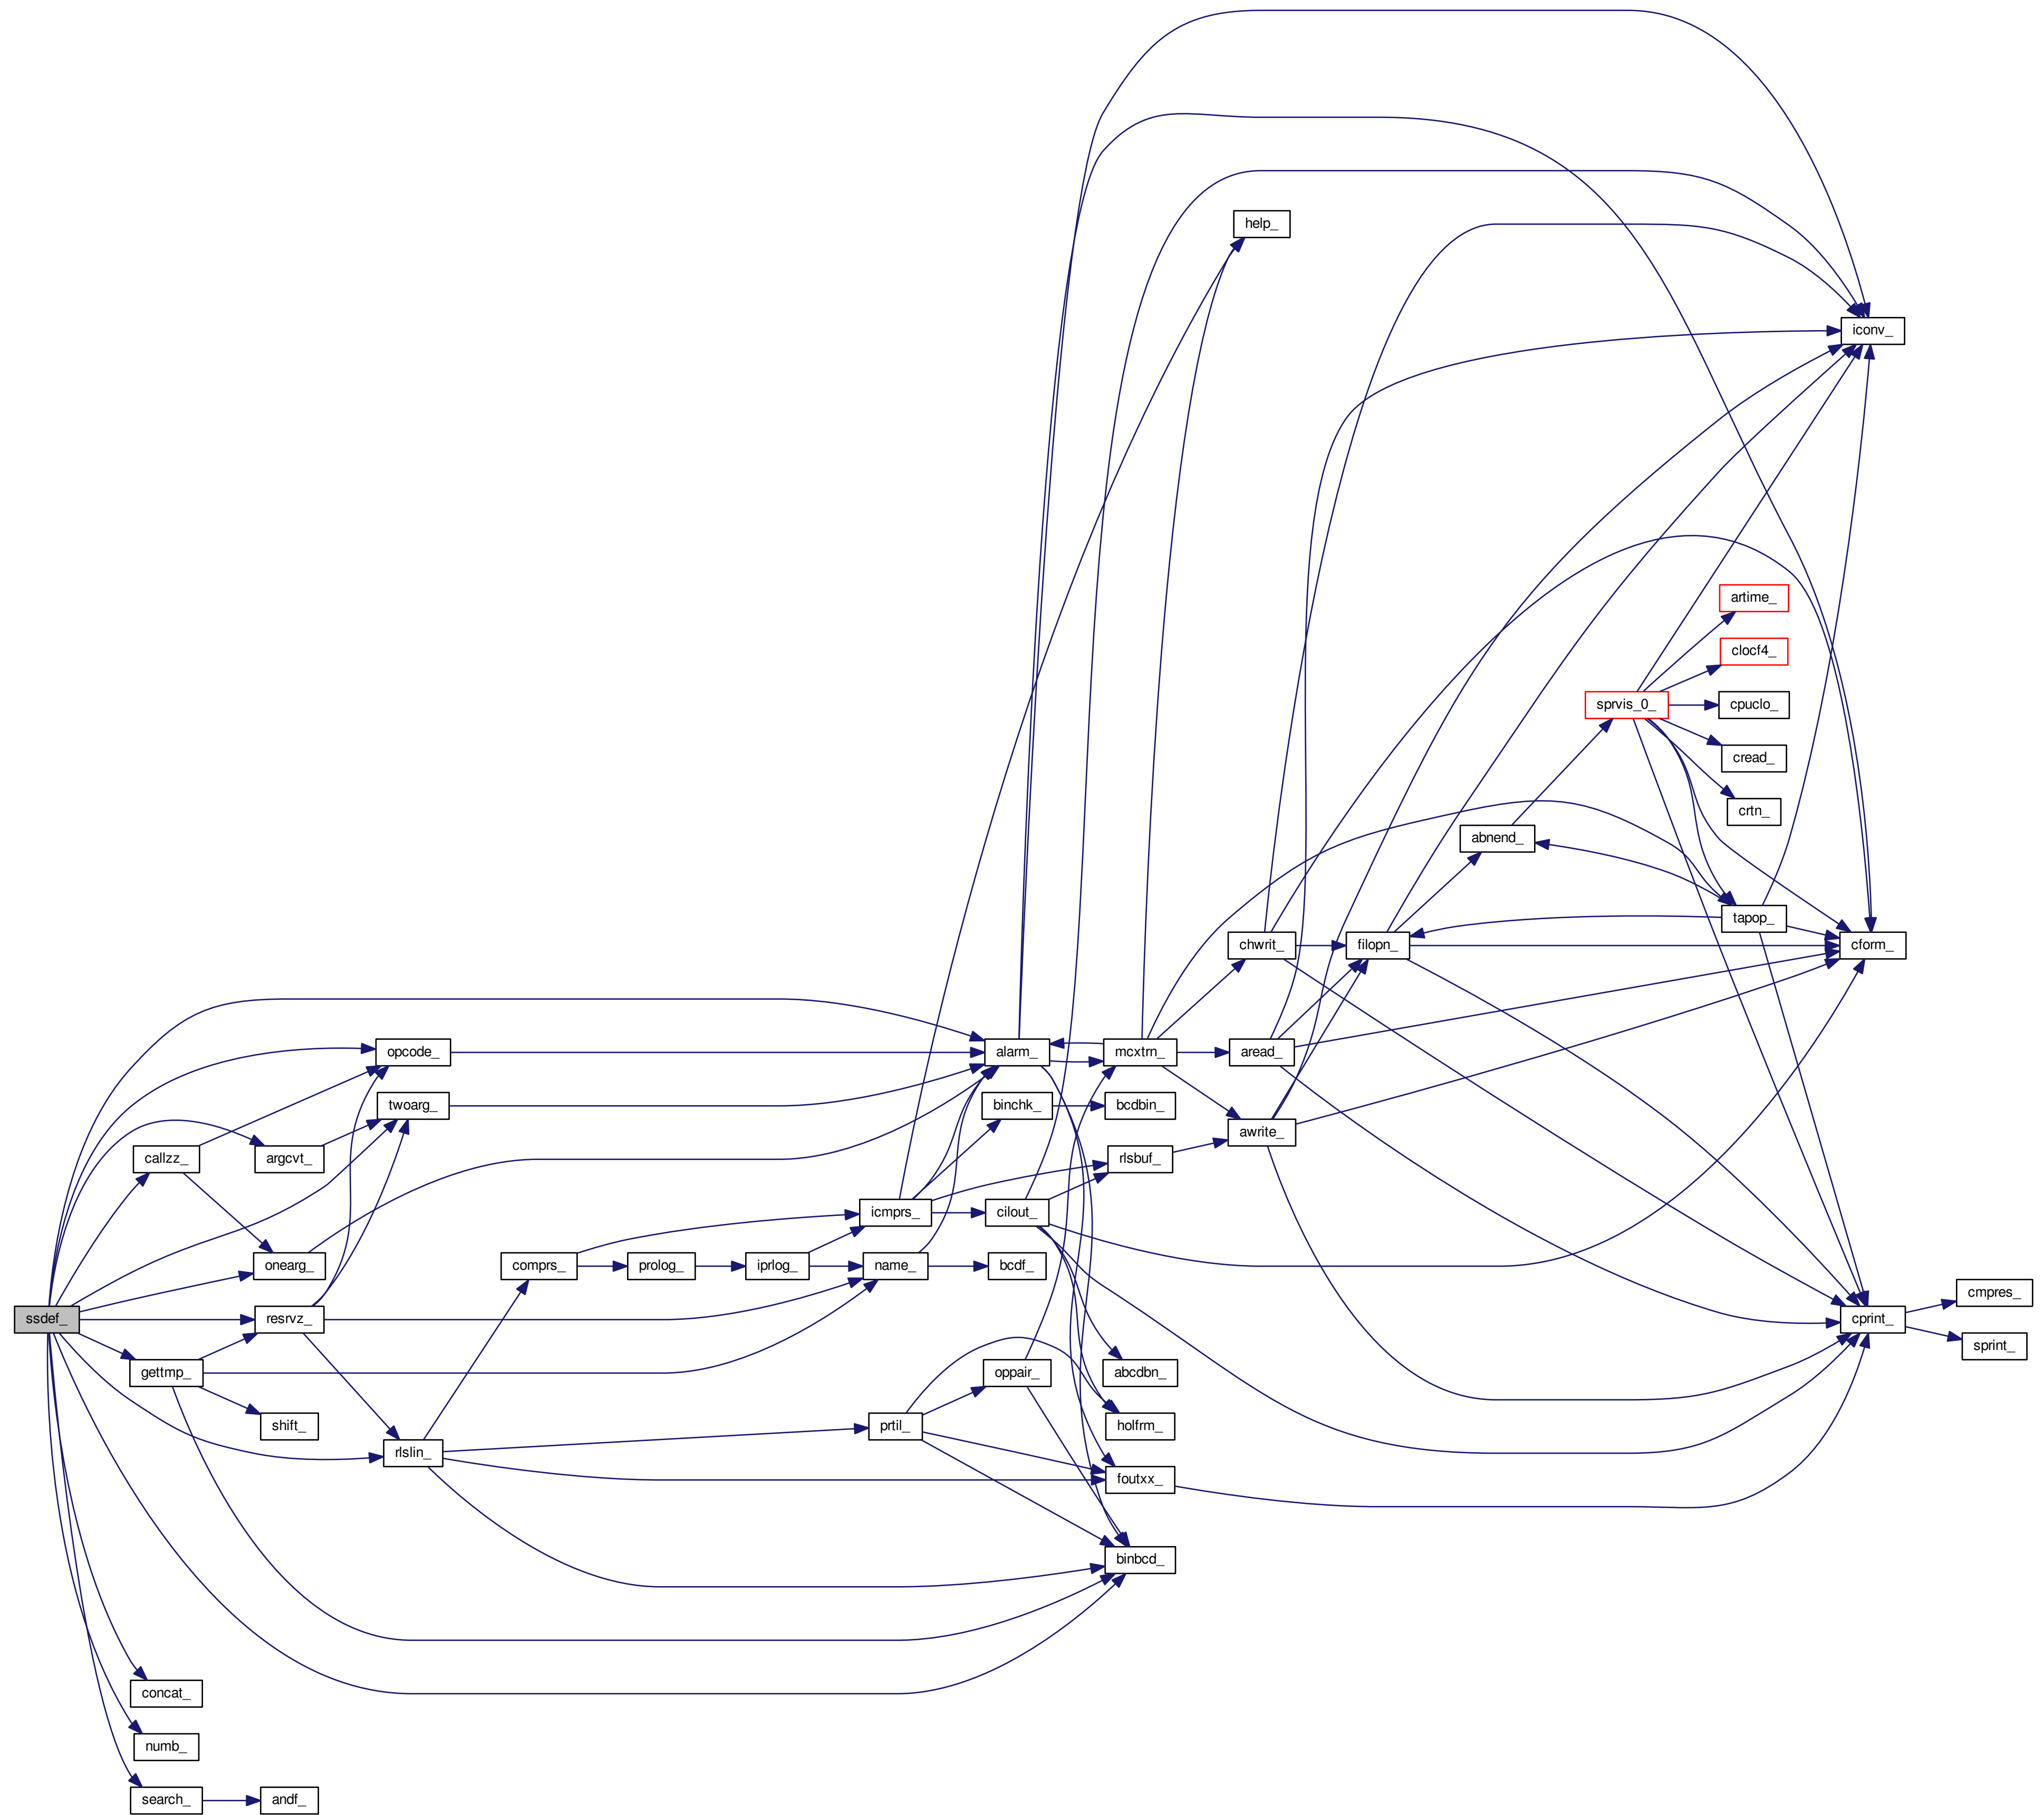 help_
iconv_
artime_
clocf4_
sprvis_0_
cpuclo_
cread_
crtn_
abnend_
tapop_
chwrit_
filopn_
cform_
opcode_
alarm_
mcxtrn_
aread_
twoarg_
binchk_
bcdbin_
awrite_
callzz_
argcvt_
rlsbuf_
icmprs_
cilout_
onearg_
comprs_
prolog_
iprlog_
name_
bcdf_
cmpres_
ssdef_
resrvz_
cprint_
sprint_
gettmp_
oppair_
abcdbn_
shift_
prtil_
holfrm_
rlslin_
foutxx_
binbcd_
concat_
numb_
search_
andf_